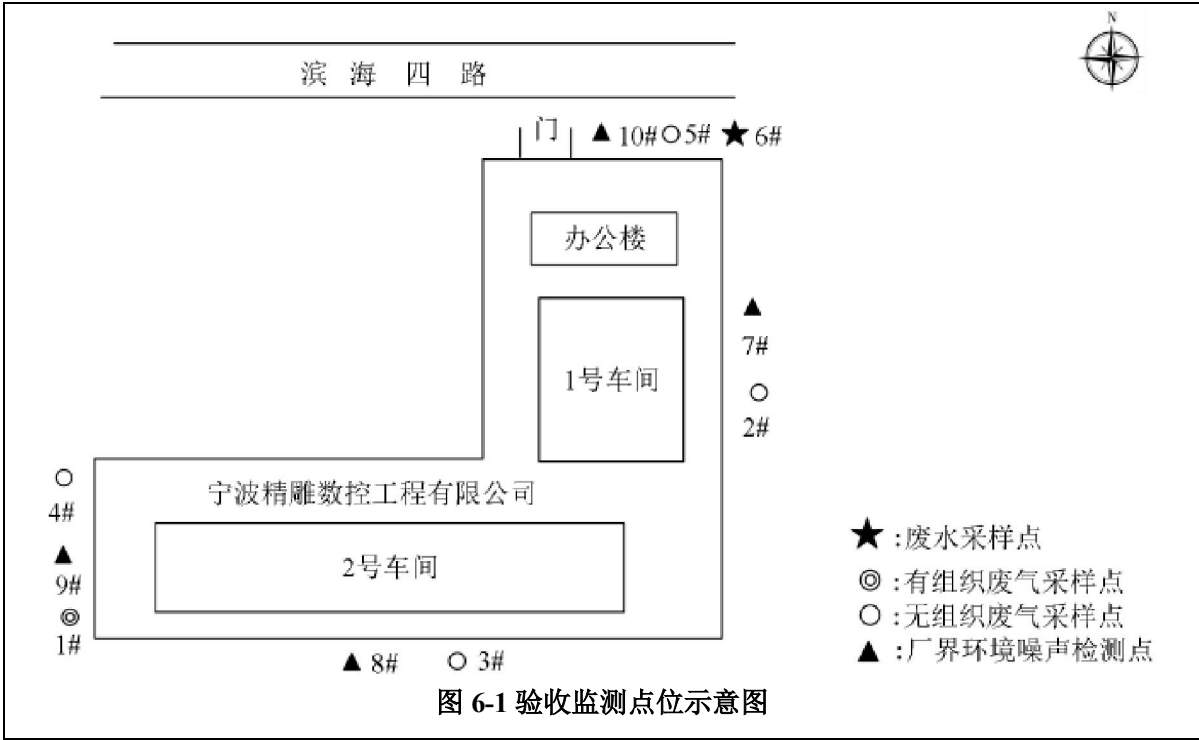 N
滨海四路
门
▲ 10# ○ 5# ★ 6#
办公楼
▲
7#
1号车间
○
2#
○
4#
宁波精雕数控工程有限公司
▲
9#
2号车间
◎
1#
▲ 8# ○ 3#
★ :废水采样点
◎ :有组织废气采样点
○ :无组织废气采样点
▲ :厂界环境噪声检测点
图 6-1 验收监测点位示意图